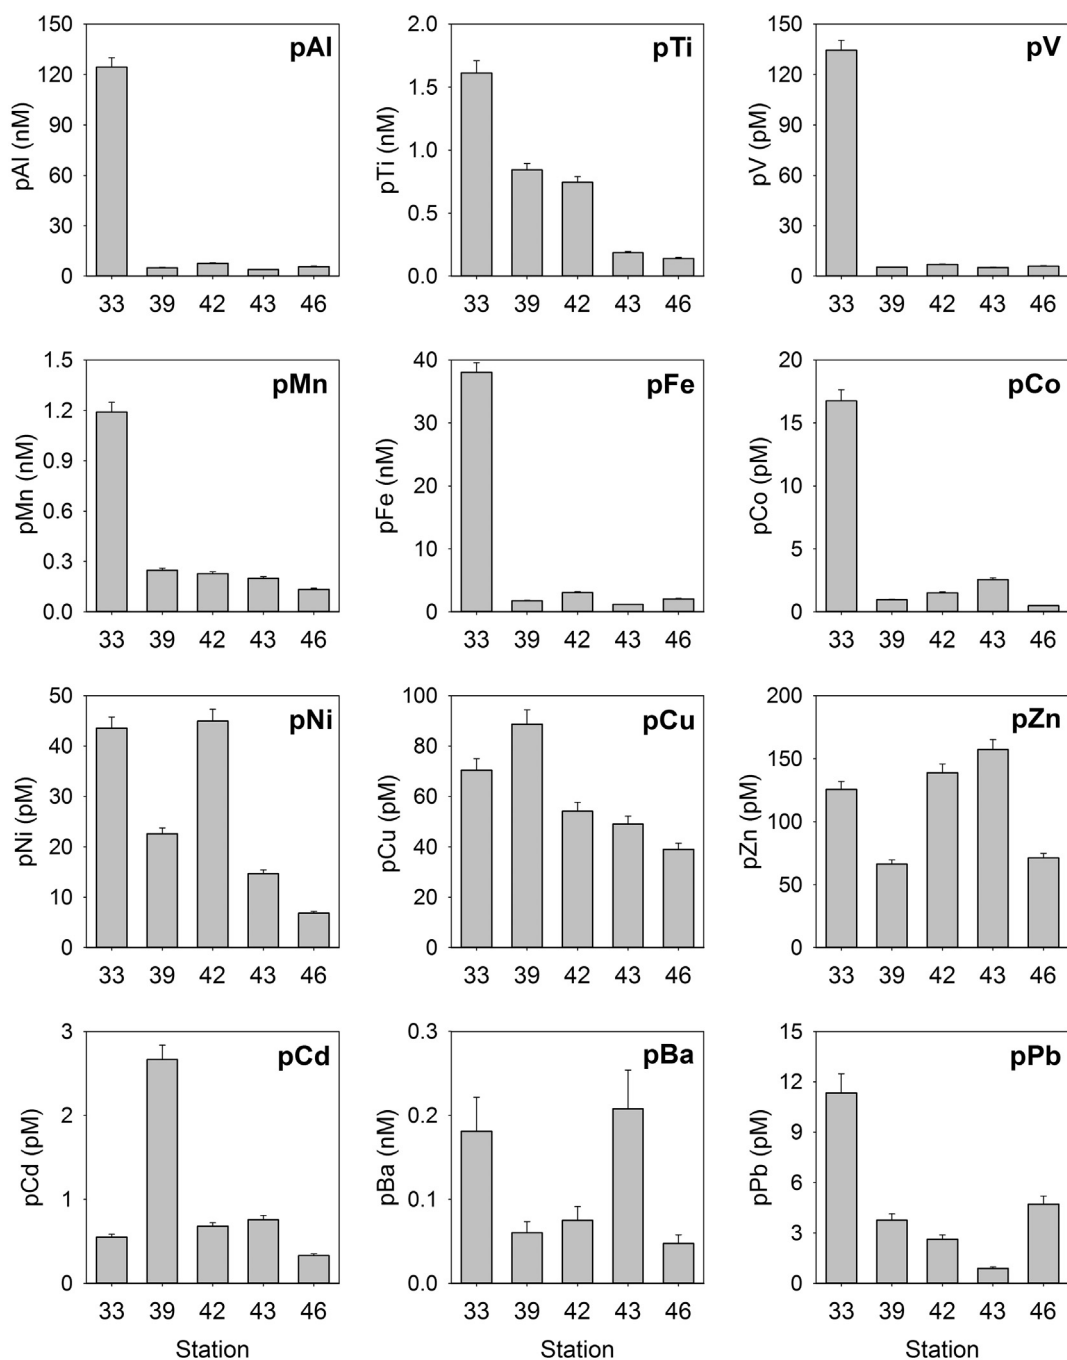 pAl
pAl (nM)
150
120
90
60
30
0
33 39 42 43 46
pTi
pTi (nM)
2.0
1.5
1.0
0.5
0.0
33 39 42 43 46
pV
pV (pM)
150
120
90
60
30
0
33 39 42 43 46
pMn
pMn (nM)
1.5
1.2
0.9
0.6
0.3
0.0
33 39 42 43 46
pFe
pFe (nM)
40
30
20
10
0
33 39 42 43 46
pCo
pCo (pM)
20
15
10
5
0
33 39 42 43 46
pNi
pNi (pM)
50
40
30
20
10
0
33 39 42 43 46
pCu
pCu (pM)
100
80
60
40
20
0
33 39 42 43 46
pZn
pZn (pM)
200
150
100
50
0
33 39 42 43 46
pCd
pCd (pM)
3
2
1
0
33 39 42 43 46
Station
pBa
pBa (nM)
0.3
0.2
0.1
0.0
33 39 42 43 46
Station
pPb
pPb (pM)
15
12
9
6
3
0
33 39 42 43 46
Station